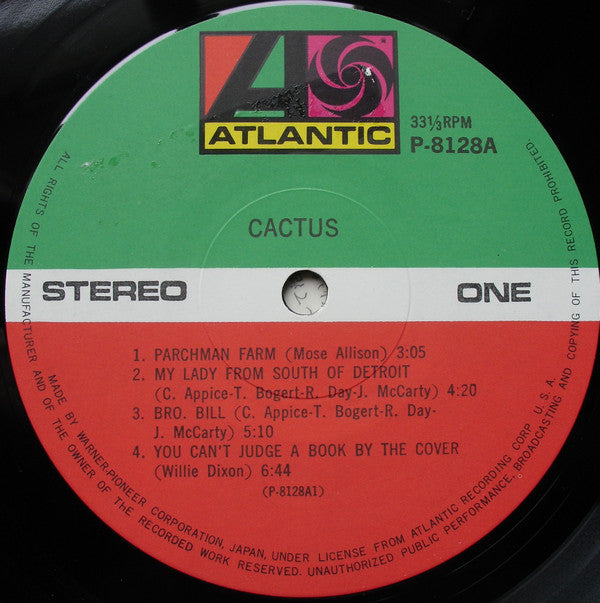 ATLANTIC
33⅓RPM
P-8128A
CACTUS
STEREO
ONE
1. PARCHMAN FARM (Mose Allison) 3:05
2. MY LADY FROM SOUTH OF DETROIT
(C. Appice-T. Bogert-R. Day-J. McCarty) 4:20
3. BRO. BILL (C. Appice-T. Bogert-R. Day-
J. McCarty) 5:10
4. YOU CAN'T JUDGE A BOOK BY THE COVER
(Willie Dixon) 6:44
(P-8128A1)
ALL RIGHTS OF THE MANUFACTURER AND OF THE OWNER OF THE RECORDED WORK RESERVED. UNAUTHORIZED PUBLIC PERFORMANCE, BROADCASTING AND COPYING OF THIS RECORD PROHIBITED.
MADE BY WARNER-PIONEER CORPORATION, JAPAN, UNDER LICENSE FROM ATLANTIC RECORDING CORP. U.S.A.